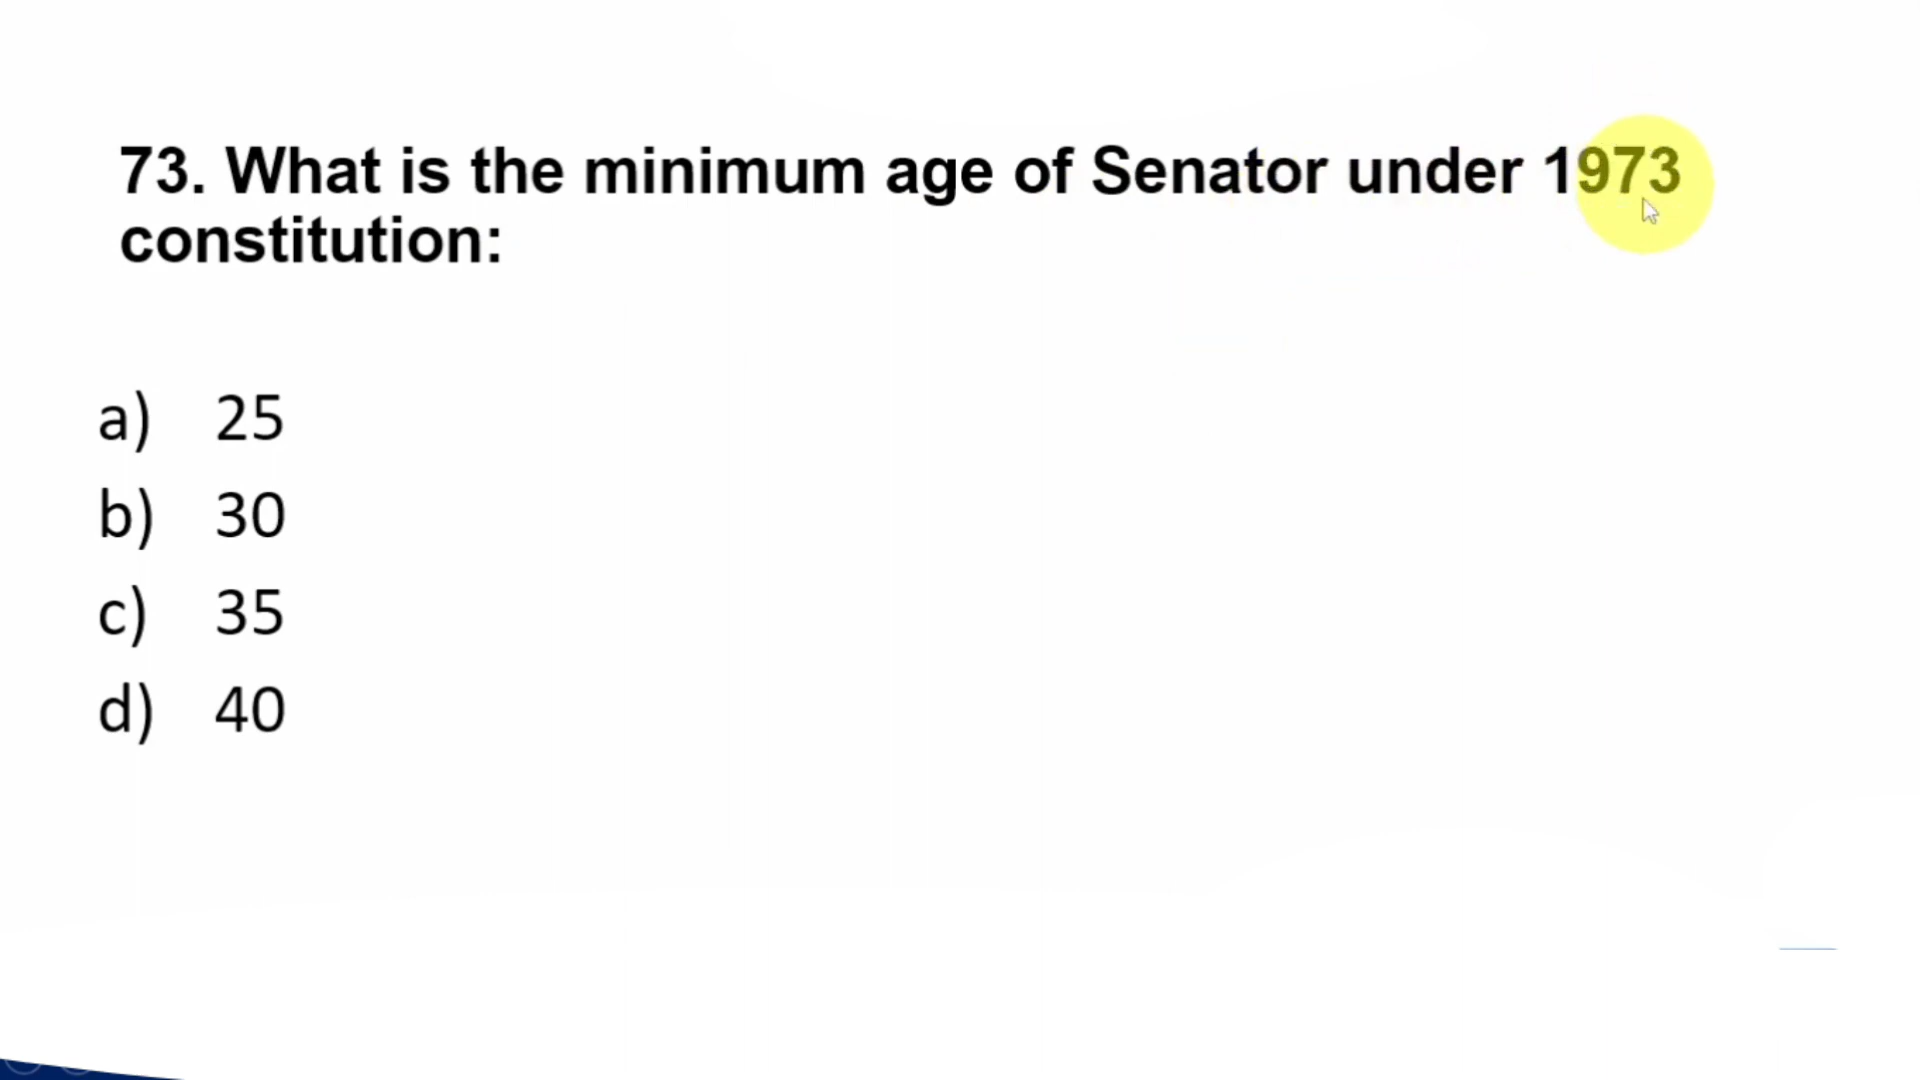 73. What is the minimum age of Senator under 1973
constitution:
a) 25
b) 30
c) 35
d) 40